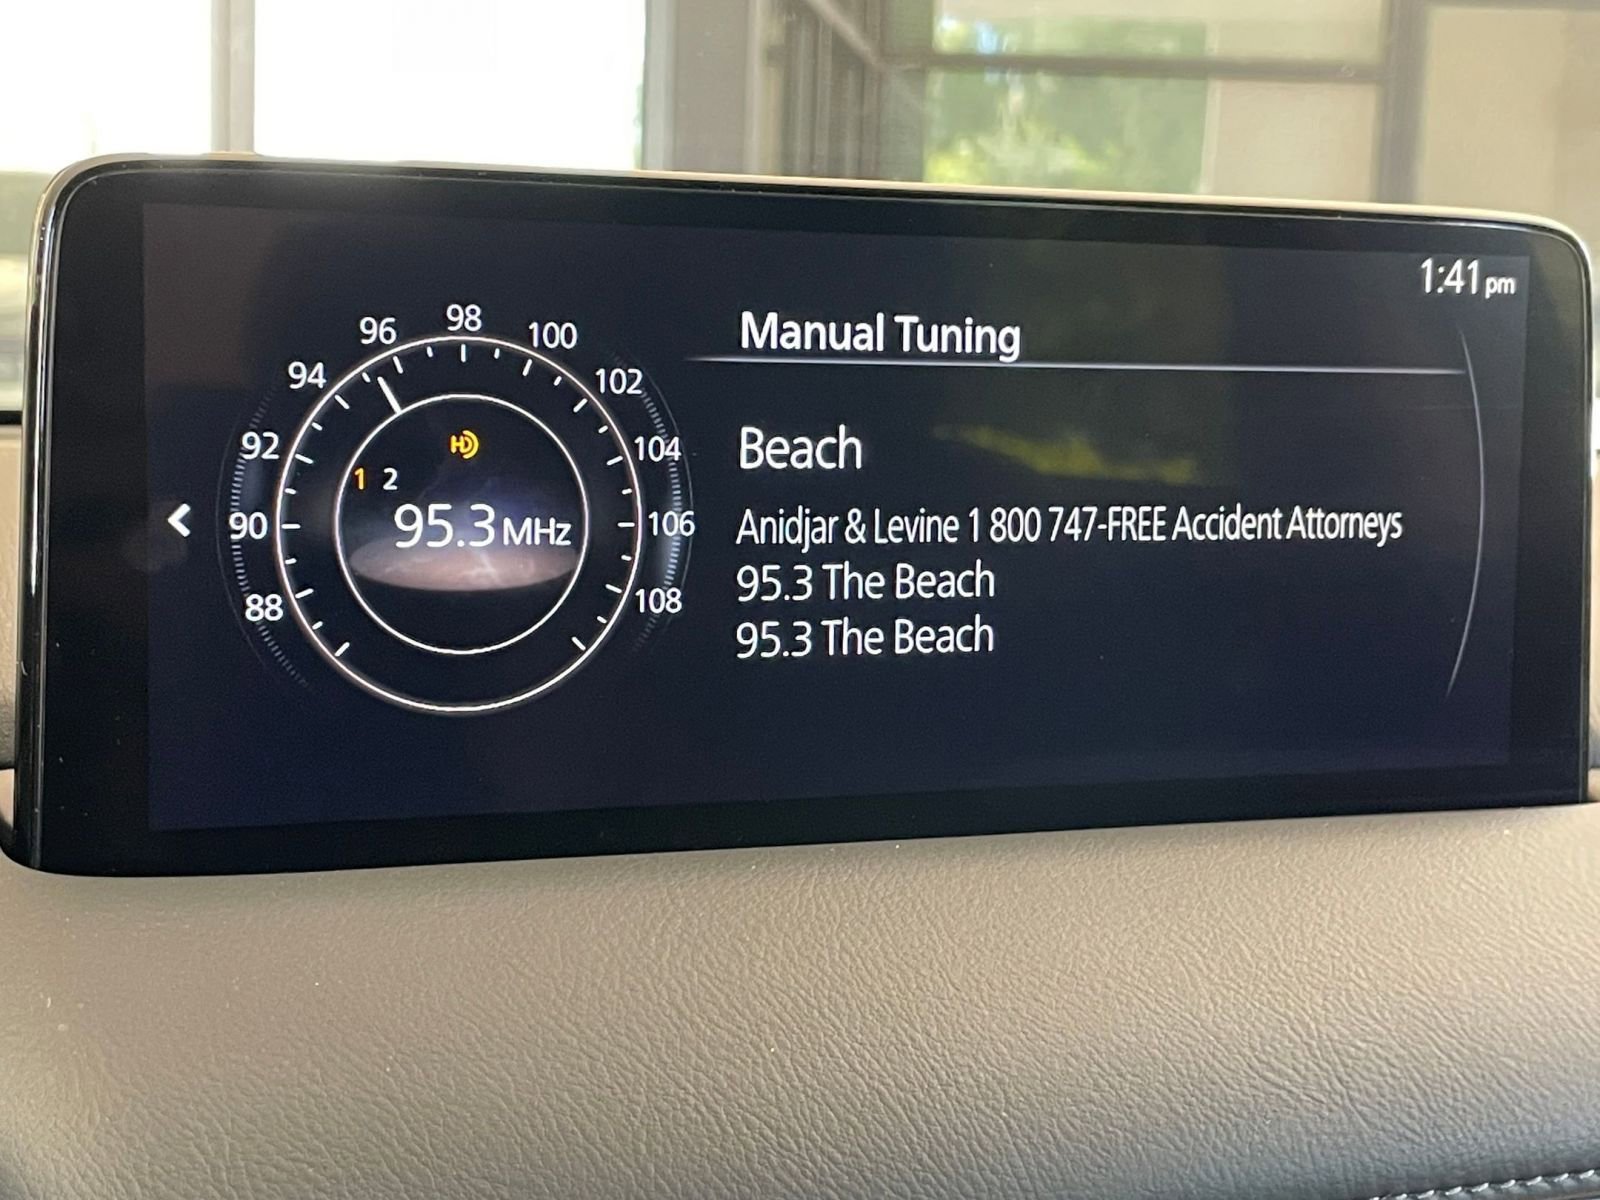 1:41 pm
Manual Tuning
88
90
92
94
96
98
100
102
104
106
108
HD
1 2
95.3 MHz
Beach
Anidjar & Levine 1 800 747-FREE Accident Attorneys
95.3 The Beach
95.3 The Beach